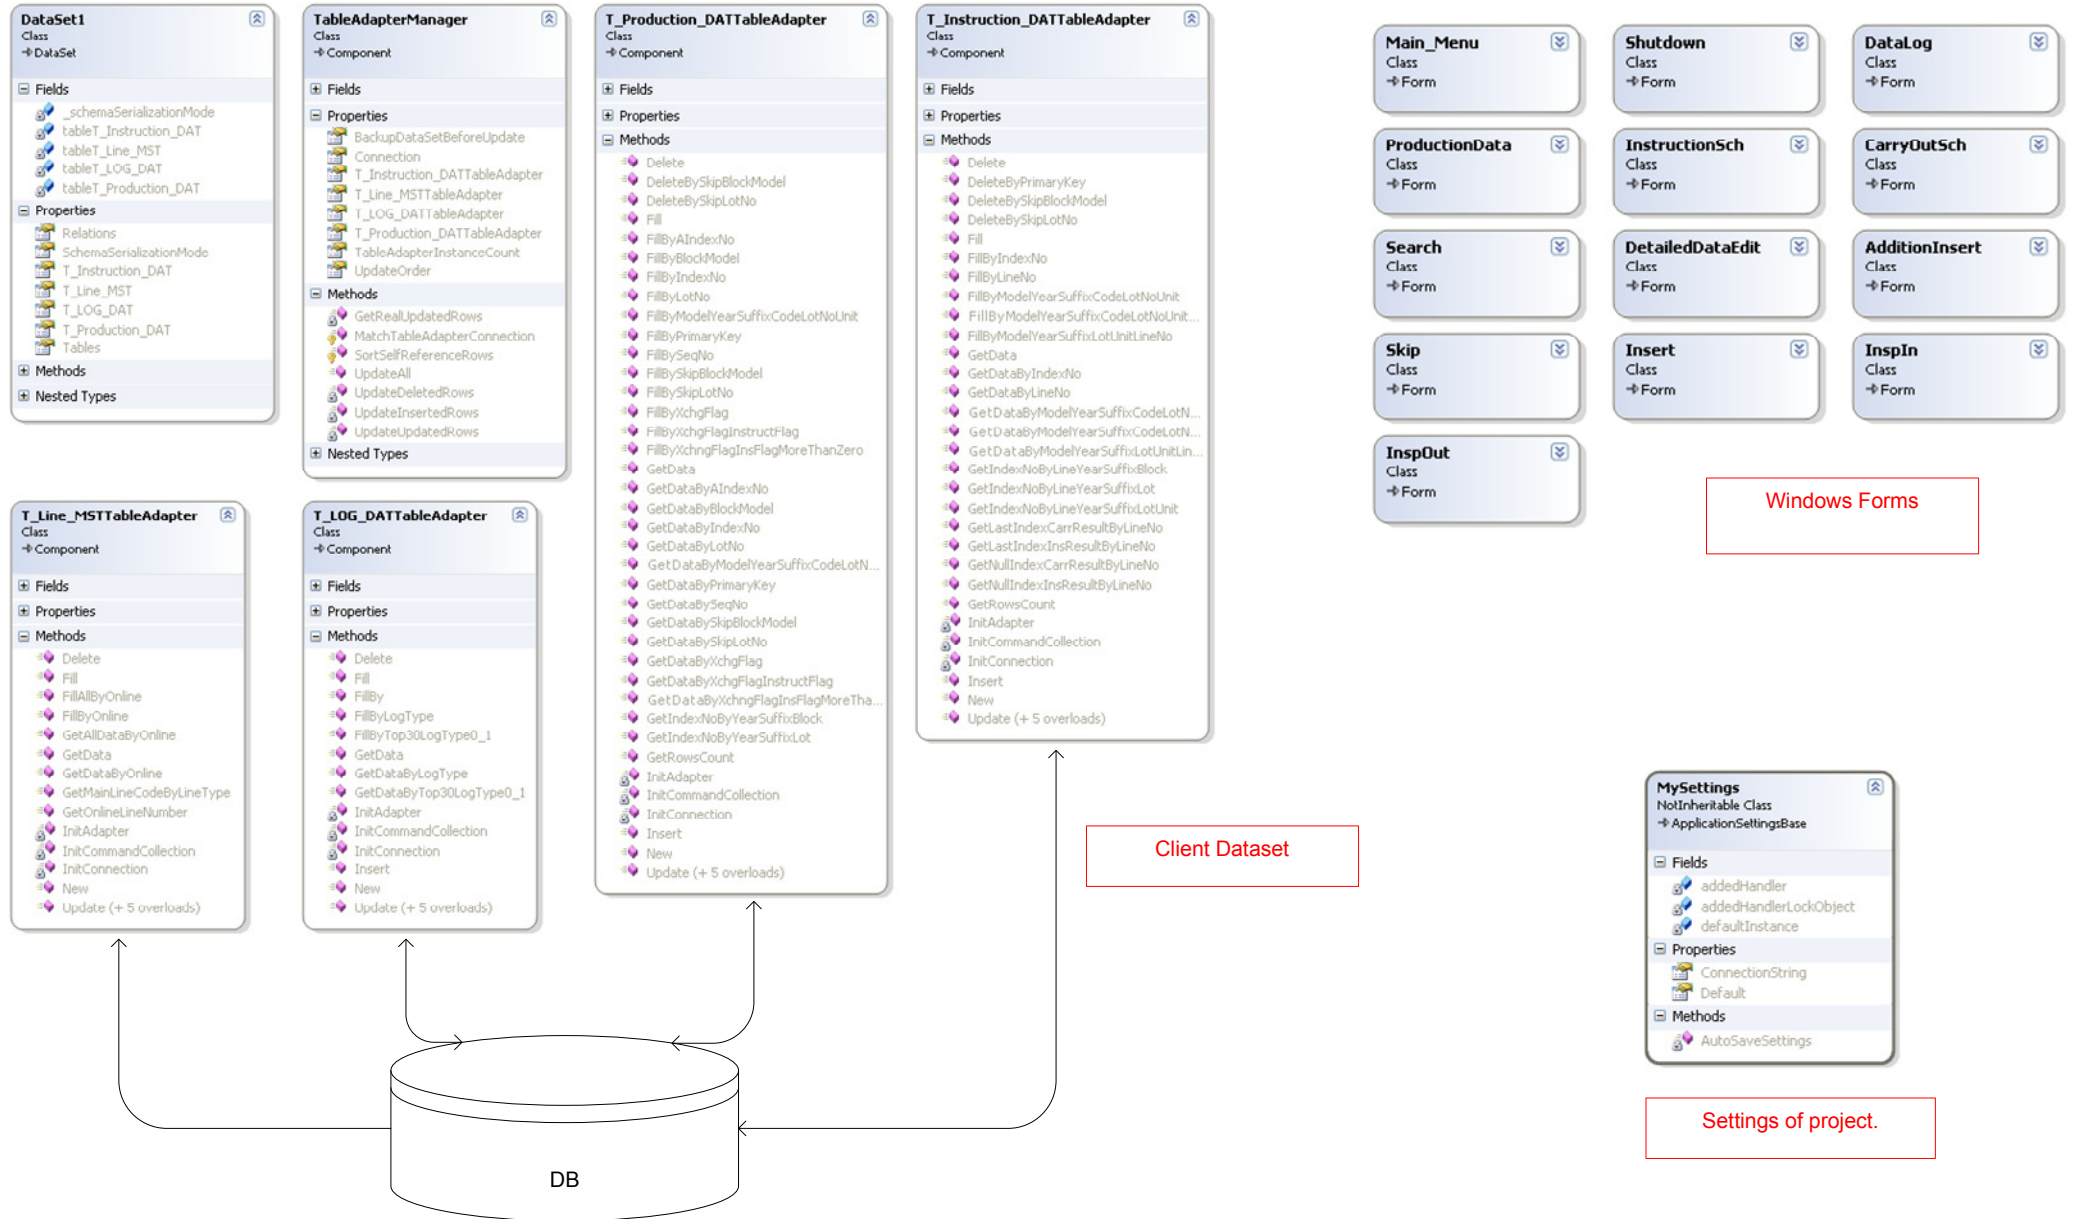 DataSet1
Class
DataSet
Fields
_schemaSerializationMode
tableT_Instruction_DAT
tableT_Line_MST
tableT_LOG_DAT
tableT_Production_DAT
Properties
Relations
SchemaSerializationMode
T_Instruction_DAT
T_Line_MST
T_LOG_DAT
T_Production_DAT
Tables
Methods
Nested Types
TableAdapterManager
Class
Component
Fields
Properties
BackupDataSetBeforeUpdate
Connection
T_Instruction_DATTableAdapter
T_Line_MSTTableAdapter
T_LOG_DATTableAdapter
T_Production_DATTableAdapter
TableAdapterInstanceCount
UpdateOrder
Methods
GetRealUpdatedRows
MatchTableAdapterConnection
SortSelfReferenceRows
UpdateAll
UpdateDeletedRows
UpdateInsertedRows
UpdateUpdatedRows
Nested Types
T_Production_DATTableAdapter
Class
Component
Fields
Properties
Methods
Delete
DeleteBySkipBlockModel
DeleteBySkipLotNo
Fill
FillByAIndexNo
FillByBlockModel
FillByIndexNo
FillByLotNo
FillByModelYearSuffixCodeLotNoUnit
FillByPrimaryKey
FillBySeqNo
FillBySkipBlockModel
FillBySkipLotNo
FillByXchgFlag
FillByXchgFlagInstructFlag
FillByXchngFlagInsFlagMoreThanZero
GetData
GetDataByAIndexNo
GetDataByBlockModel
GetDataByIndexNo
GetDataByLotNo
GetDataByModelYearSuffixCodeLotN...
GetDataByPrimaryKey
GetDataBySeqNo
GetDataBySkipBlockModel
GetDataBySkipLotNo
GetDataByXchgFlag
GetDataByXchgFlagInstructFlag
GetDataByXchngFlagInsFlagMoreTha...
GetIndexNoByYearSuffixBlock
GetIndexNoByYearSuffixLot
GetRowsCount
InitAdapter
InitCommandCollection
InitConnection
Insert
New
Update (+ 5 overloads)
T_Instruction_DATTableAdapter
Class
Component
Fields
Properties
Methods
Delete
DeleteByPrimaryKey
DeleteBySkipBlockModel
DeleteBySkipLotNo
Fill
FillByIndexNo
FillByLineNo
FillByModelYearSuffixCodeLotNoUnit
FillByModelYearSuffixCodeLotNoUnit...
FillByModelYearSuffixLotUnitLineNo
GetData
GetDataByIndexNo
GetDataByLineNo
GetDataByModelYearSuffixCodeLotN...
GetDataByModelYearSuffixCodeLotN...
GetDataByModelYearSuffixLotUnitLin...
GetIndexNoByLineYearSuffixBlock
GetIndexNoByLineYearSuffixLot
GetIndexNoByLineYearSuffixLotUnit
GetLastIndexCarrResultByLineNo
GetLastIndexInsResultByLineNo
GetNullIndexCarrResultByLineNo
GetNullIndexInsResultByLineNo
GetRowsCount
InitAdapter
InitCommandCollection
InitConnection
Insert
New
Update (+ 5 overloads)
T_Line_MSTTableAdapter
Class
Component
Fields
Properties
Methods
Delete
Fill
FillAllByOnline
FillByOnline
GetAllDataByOnline
GetData
GetDataByOnline
GetMainLineCodeByLineType
GetOnlineLineNumber
InitAdapter
InitCommandCollection
InitConnection
New
Update (+ 5 overloads)
T_LOG_DATTableAdapter
Class
Component
Fields
Properties
Methods
Delete
Fill
FillBy
FillByLogType
FillByTop30LogType0_1
GetData
GetDataByLogType
GetDataByTop30LogType0_1
InitAdapter
InitCommandCollection
InitConnection
Insert
New
Update (+ 5 overloads)
Main_Menu
Class
Form
Shutdown
Class
Form
DataLog
Class
Form
ProductionData
Class
Form
InstructionSch
Class
Form
CarryOutSch
Class
Form
Search
Class
Form
DetailedDataEdit
Class
Form
AdditionInsert
Class
Form
Skip
Class
Form
Insert
Class
Form
InspIn
Class
Form
InspOut
Class
Form
Windows Forms
Client Dataset
MySettings
NotInheritable Class
ApplicationSettingsBase
Fields
addedHandler
addedHandlerLockObject
defaultInstance
Properties
ConnectionString
Default
Methods
AutoSaveSettings
Settings of project.
DB